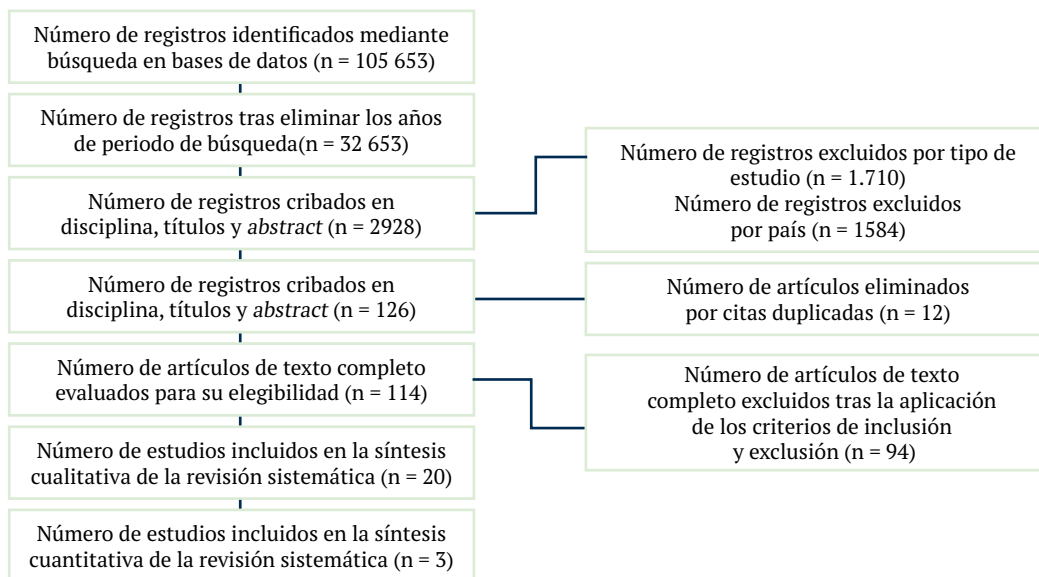 Número de registros identificados mediante
búsqueda en bases de datos (n = 105 653)
Número de registros tras eliminar los años
de periodo de búsqueda(n = 32 653)
Número de registros cribados en
disciplina, títulos y abstract (n = 2928)
Número de registros excluidos por tipo de
estudio (n = 1.710)
Número de registros excluidos
por país (n = 1584)
Número de registros cribados en
disciplina, títulos y abstract (n = 126)
Número de artículos eliminados
por citas duplicadas (n = 12)
Número de artículos de texto completo
evaluados para su elegibilidad (n = 114)
Número de artículos de texto
completo excluidos tras la aplicación
de los criterios de inclusión
y exclusión (n = 94)
Número de estudios incluidos en la síntesis
cualitativa de la revisión sistemática (n = 20)
Número de estudios incluidos en la síntesis
cuantitativa de la revisión sistemática (n = 3)